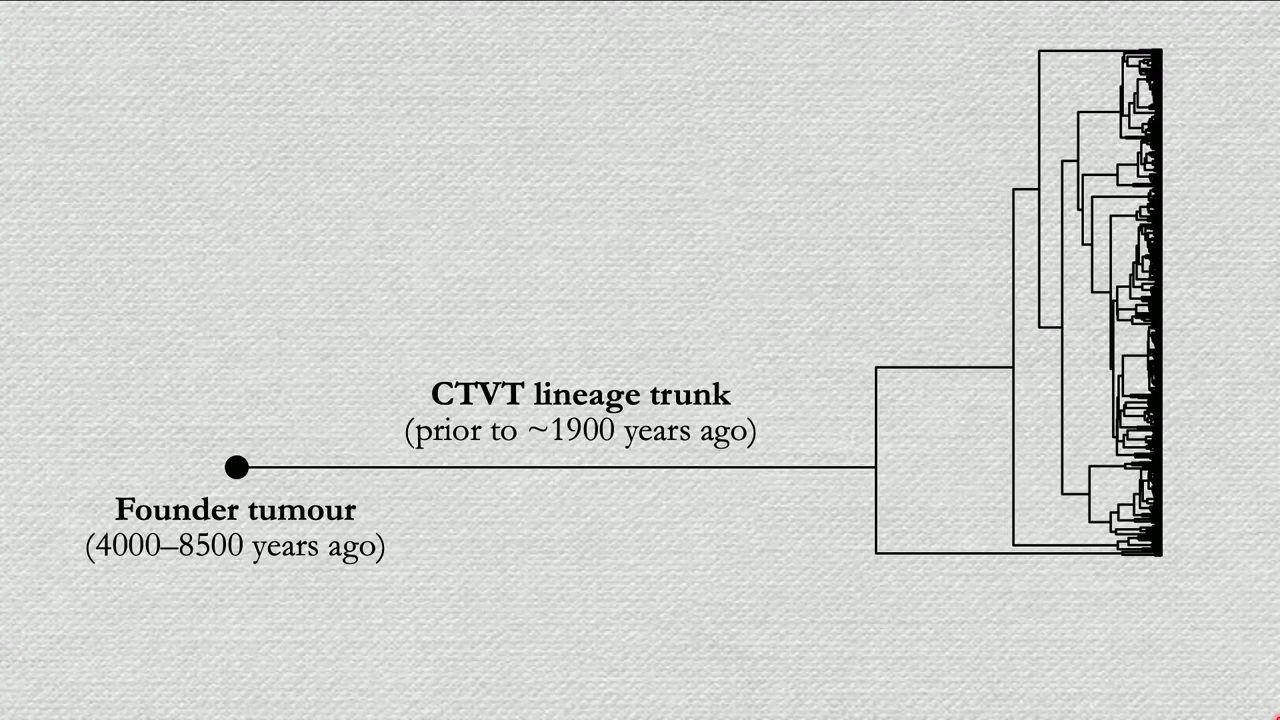 CTVT lineage trunk
(prior to ~1900 years ago)
Founder tumour
(4000–8500 years ago)